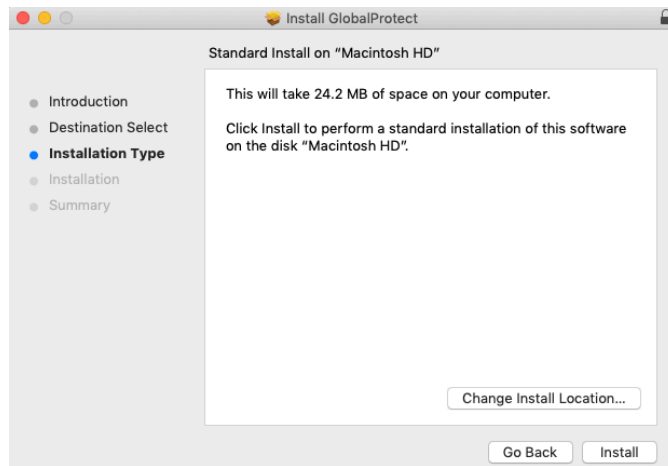 Install GlobalProtect
Standard Install on “Macintosh HD”
Introduction
Destination Select
Installation Type
Installation
Summary
This will take 24.2 MB of space on your computer.
Click Install to perform a standard installation of this software
on the disk “Macintosh HD”.
Change Install Location...
Go Back
Install